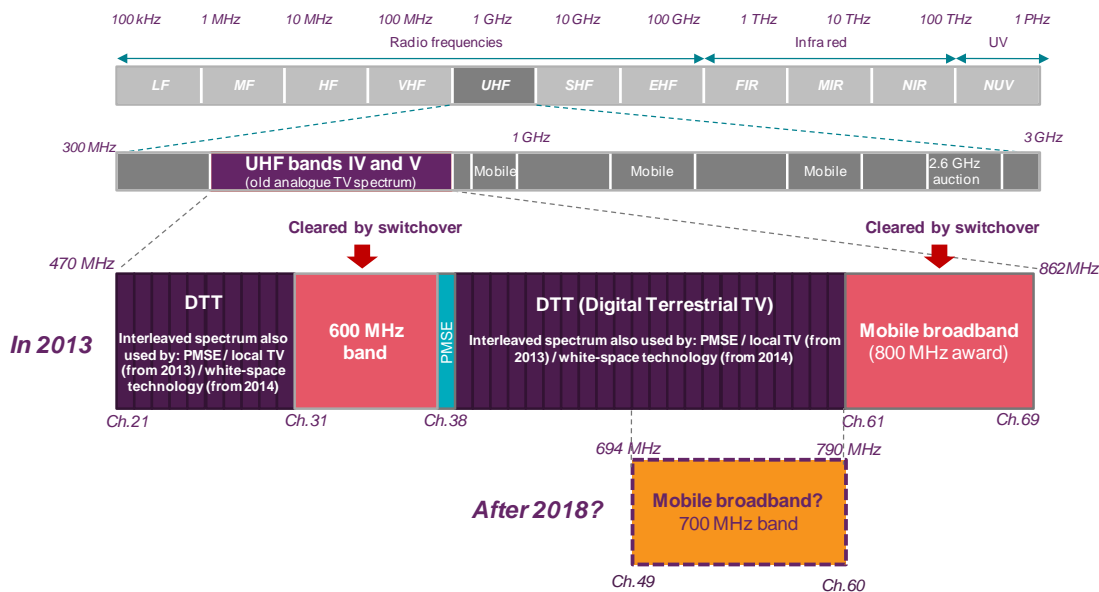 100 kHz 1 MHz 10 MHz 100 MHz 1 GHz 10 GHz 100 GHz 1 THz 10 THz 100 THz 1 PHz
Radio frequencies Infra red UV
LF MF HF VHF UHF SHF EHF FIR MIR NIR NUV
300 MHz 1 GHz 3 GHz
UHF bands IV and V
(old analogue TV spectrum)
Mobile
Mobile
Mobile
2.6 GHz
auction
Cleared by switchover
Cleared by switchover
470 MHz
862MHz
In 2013
DTT
Interleaved spectrum also
used by: PMSE / local TV
(from 2013) / white-space
technology (from 2014)
600 MHz
band
PMSE
DTT (Digital Terrestrial TV)
Interleaved spectrum also used by: PMSE / local TV (from
2013) / white-space technology (from 2014)
Mobile broadband
(800 MHz award)
Ch.21 Ch.31 Ch.38 Ch.61 Ch.69
694 MHz 790 MHz
After 2018?
Mobile broadband?
700 MHz band
Ch.49 Ch.60